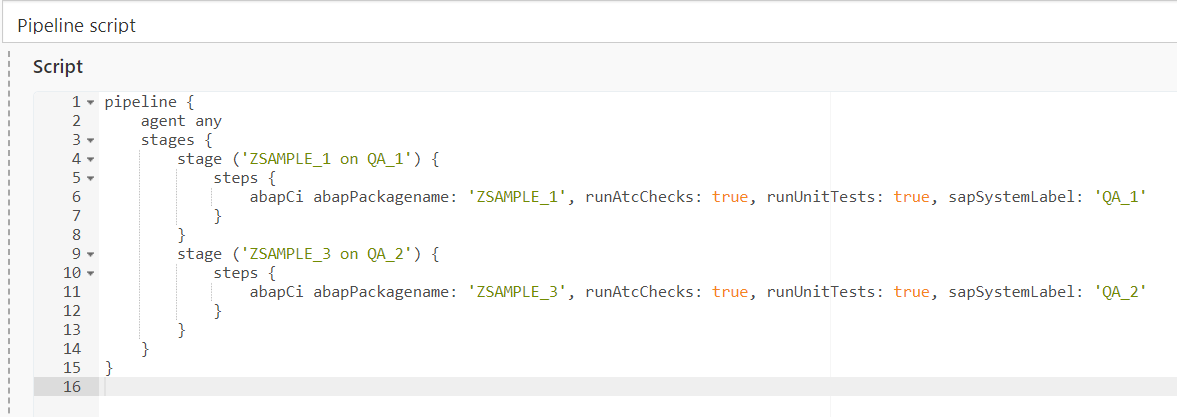 Pipeline script
Script
1 pipeline {
2     agent any
3     stages {
4         stage ('ZSAMPLE_1 on QA_1') {
5             steps {
6                 abapCi abapPackagename: 'ZSAMPLE_1', runAtcChecks: true, runUnitTests: true, sapSystemLabel: 'QA_1'
7             }
8         }
9         stage ('ZSAMPLE_3 on QA_2') {
10             steps {
11                 abapCi abapPackagename: 'ZSAMPLE_3', runAtcChecks: true, runUnitTests: true, sapSystemLabel: 'QA_2'
12             }
13         }
14     }
15 }
16